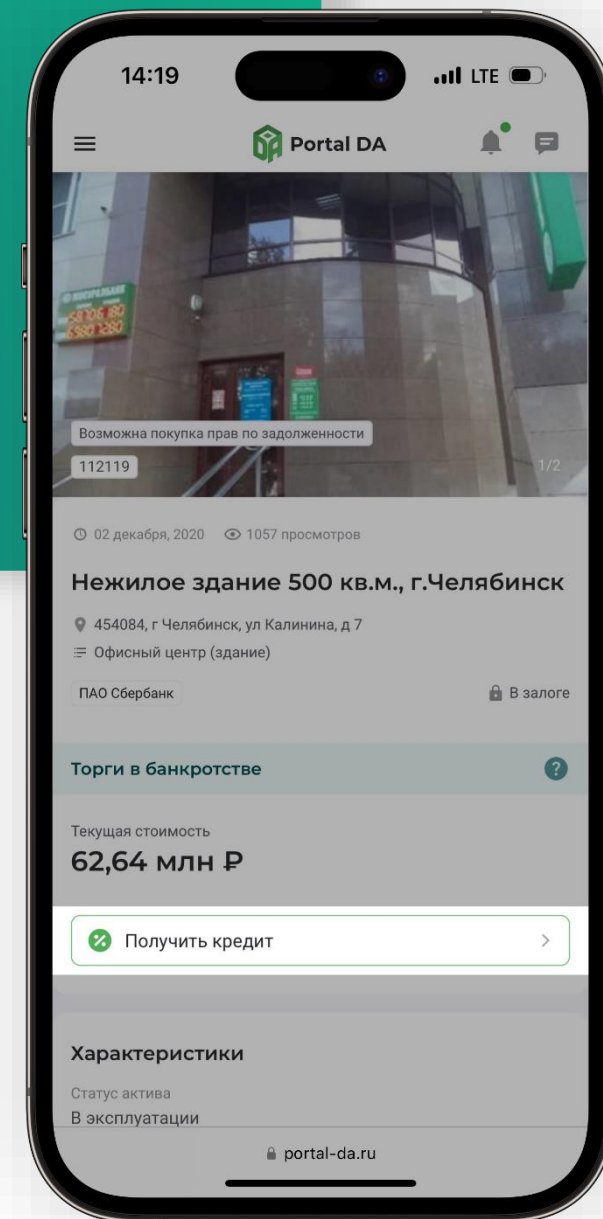 14:19
LTE
Portal DA
Возможна покупка прав по задолженности
112119
1/2
02 декабря, 2020
1057 просмотров
Нежилое здание 500 кв.м., г.Челябинск
454084, г Челябинск, ул Калинина, д 7
Офисный центр (здание)
ПАО Сбербанк
В залоге
Торги в банкротстве
?
Текущая стоимость
62,64 млн ₽
Получить кредит
Характеристики
Статус актива
В эксплуатации
portal-da.ru